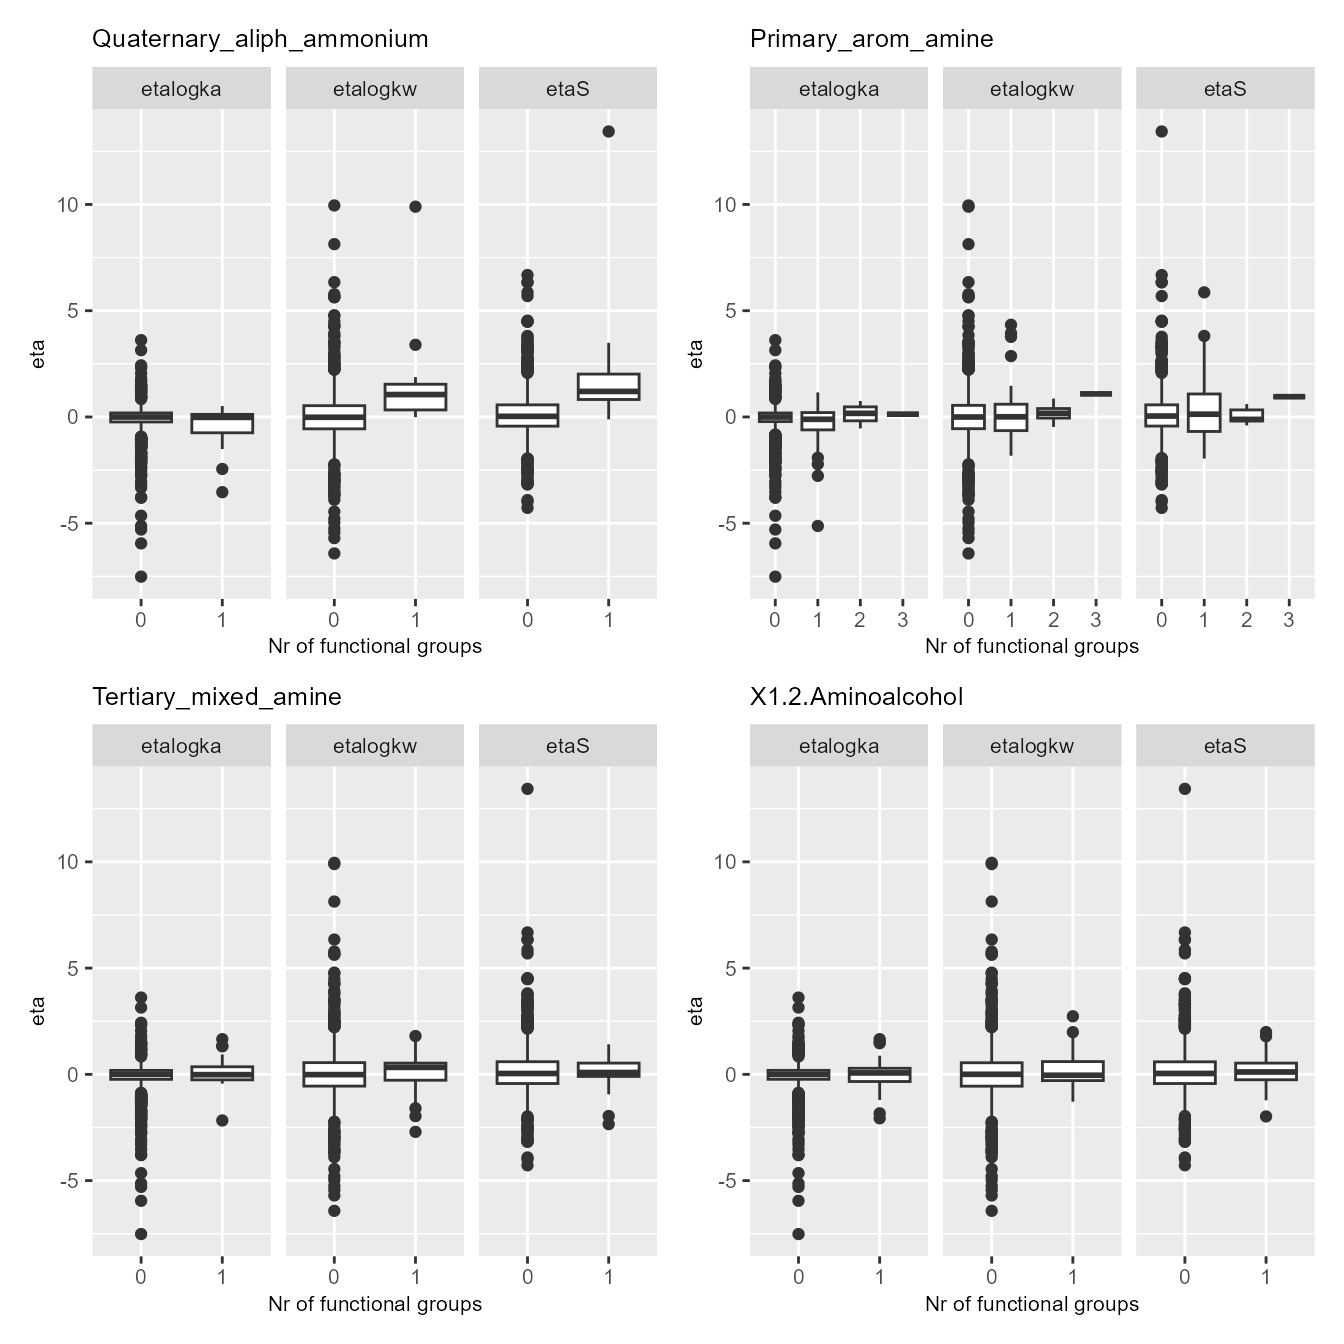 Quaternary_aliph_ammonium
etalogka etalogkw etaS
10
5
0
-5
eta
0 1 0 1 0 1
Nr of functional groups
Primary_arom_amine
etalogka etalogkw etaS
10
5
0
-5
eta
0 1 2 3 0 1 2 3 0 1 2 3
Nr of functional groups
Tertiary_mixed_amine
etalogka etalogkw etaS
10
5
0
-5
eta
0 1 0 1 0 1
Nr of functional groups
X1.2.Aminoalcohol
etalogka etalogkw etaS
10
5
0
-5
eta
0 1 0 1 0 1
Nr of functional groups